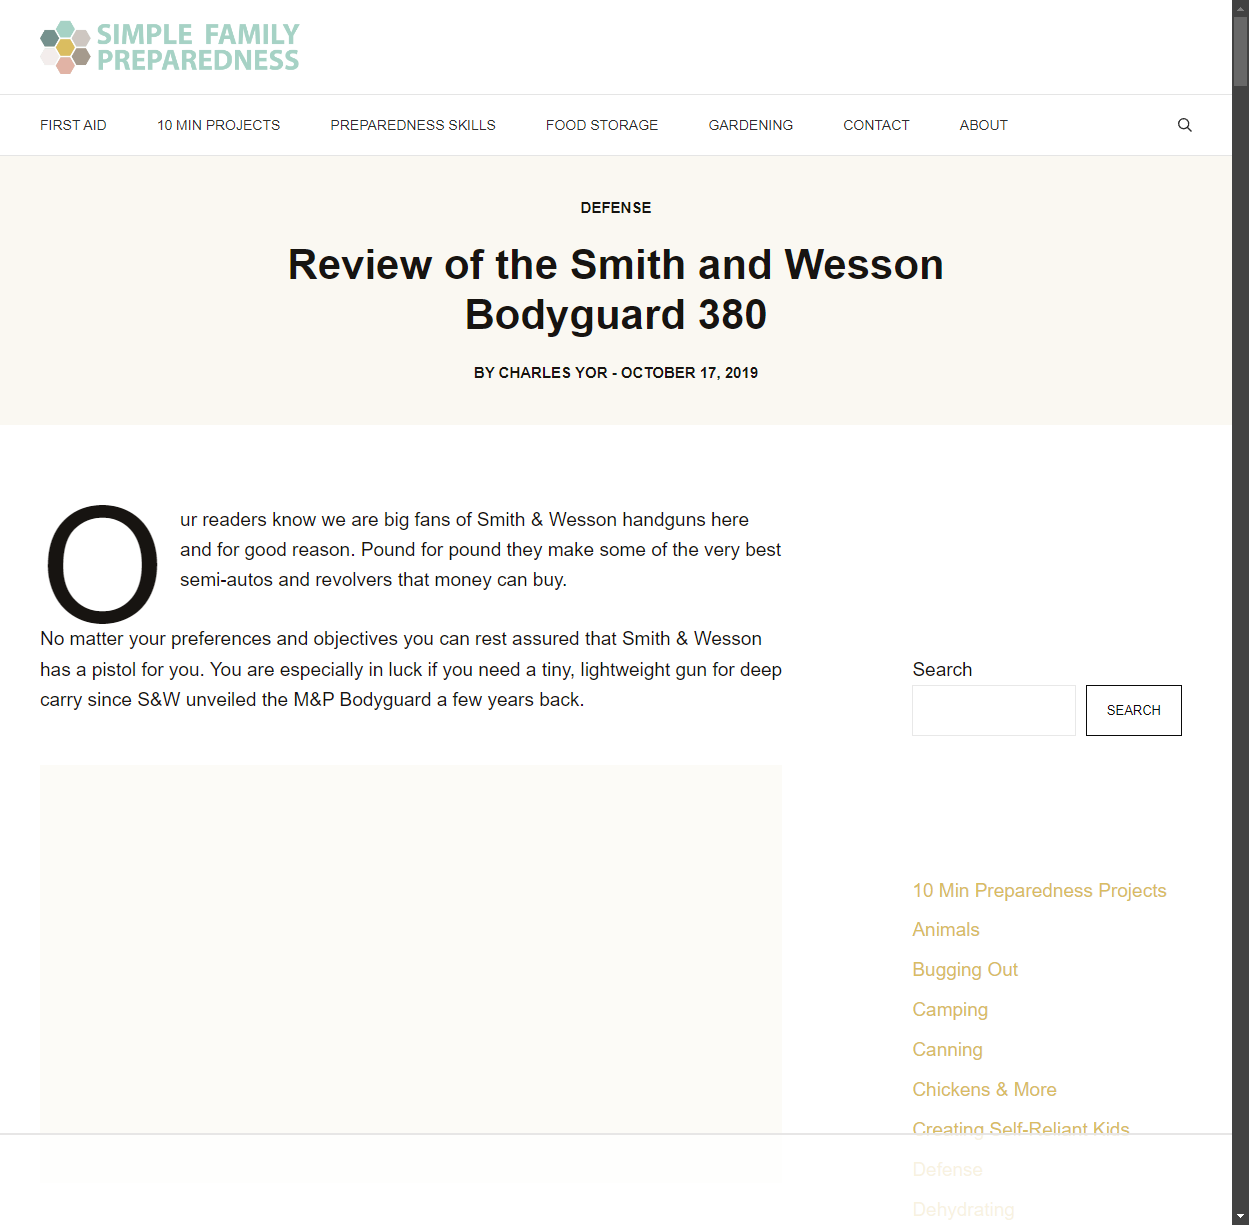 SIMPLE FAMILY
PREPAREDNESS
FIRST AID
10 MIN PROJECTS
PREPAREDNESS SKILLS
FOOD STORAGE
GARDENING
CONTACT
ABOUT
DEFENSE
Review of the Smith and Wesson
Bodyguard 380
BY CHARLES YOR - OCTOBER 17, 2019
Our readers know we are big fans of Smith & Wesson handguns here
and for good reason. Pound for pound they make some of the very best
semi-autos and revolvers that money can buy.
No matter your preferences and objectives you can rest assured that Smith & Wesson
has a pistol for you. You are especially in luck if you need a tiny, lightweight gun for deep
carry since S&W unveiled the M&P Bodyguard a few years back.
Search
SEARCH
10 Min Preparedness Projects
Animals
Bugging Out
Camping
Canning
Chickens & More
Creating Self-Reliant Kids
Defense
Dehydrating